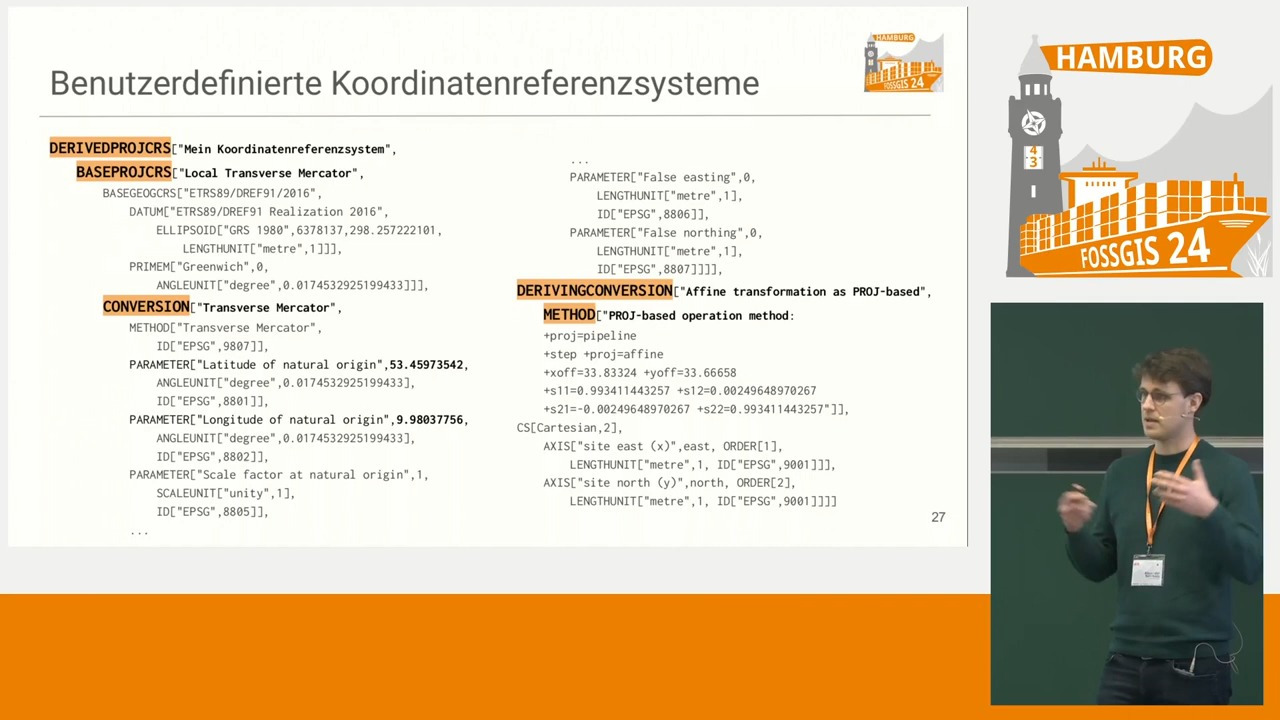 Benutzerdefinierte Koordinatenreferenzsysteme
HAMBURG
FOSSGIS 24
DERIVEDPROJCRS["Mein Koordinatenreferenzsystem",
BASEPROJCRS["Local Transverse Mercator",
BASEGEOGCRS["ETRS89/DREF91/2016",
DATUM["ETRS89/DREF91 Realization 2016",
ELLIPSOID["GRS 1980",6378137,298.257222101,
LENGTHUNIT["metre",1]]],
PRIMEM["Greenwich",0,
ANGLEUNIT["degree",0.0174532925199433]]],
CONVERSION["Transverse Mercator",
METHOD["Transverse Mercator",
ID["EPSG",9807]],
PARAMETER["Latitude of natural origin",53.45973542,
ANGLEUNIT["degree",0.0174532925199433],
ID["EPSG",8801]],
PARAMETER["Longitude of natural origin",9.98037756,
ANGLEUNIT["degree",0.0174532925199433],
ID["EPSG",8802]],
PARAMETER["Scale factor at natural origin",1,
SCALEUNIT["unity",1],
ID["EPSG",8805]],
...
...
PARAMETER["False easting",0,
LENGTHUNIT["metre",1],
ID["EPSG",8806]],
PARAMETER["False northing",0,
LENGTHUNIT["metre",1],
ID["EPSG",8807]]]],
DERIVINGCONVERSION["Affine transformation as PROJ-based",
METHOD["PROJ-based operation method:
+proj=pipeline
+step +proj=affine
+xoff=33.83324 +yoff=33.66658
+s11=0.993411443257 +s12=0.00249648970267
+s21=-0.00249648970267 +s22=0.993411443257"]],
CS[Cartesian,2],
AXIS["site east (x)",east, ORDER[1],
LENGTHUNIT["metre",1, ID["EPSG",9001]]],
AXIS["site north (y)",north, ORDER[2],
LENGTHUNIT["metre",1, ID["EPSG",9001]]]]
27
HAMBURG
4
3
FOSSGIS 24